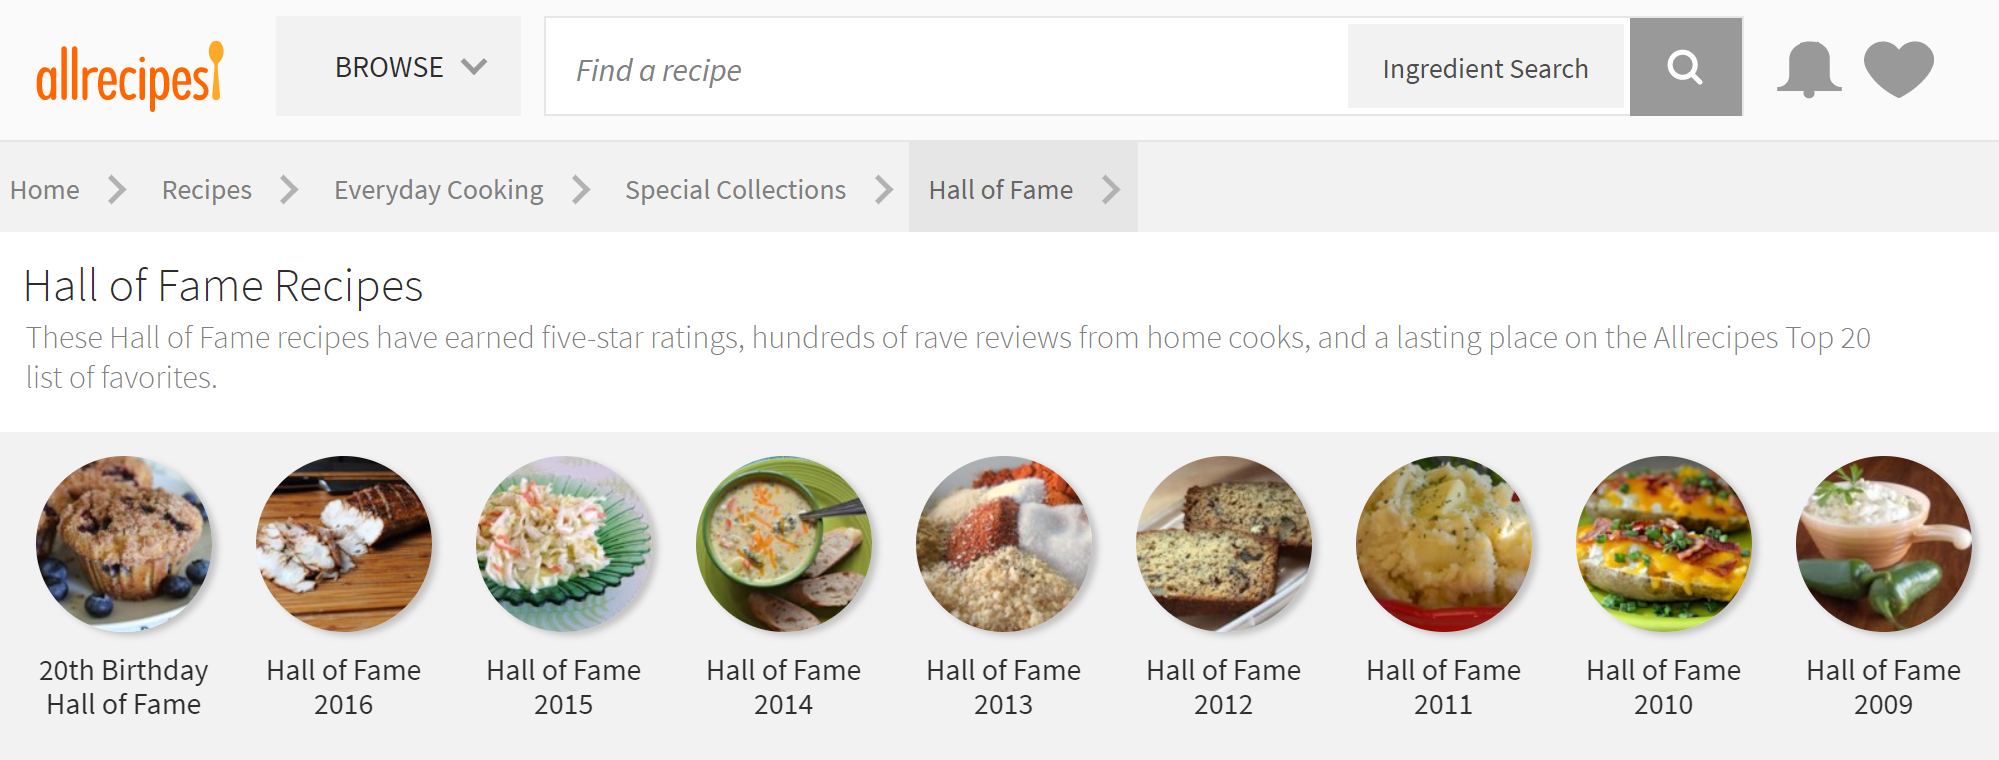 allrecipes
BROWSE
Find a recipe
Ingredient Search
Home
Recipes
Everyday Cooking
Special Collections
Hall of Fame
Hall of Fame Recipes
These Hall of Fame recipes have earned five-star ratings, hundreds of rave reviews from home cooks, and a lasting place on the Allrecipes Top 20
list of favorites.
20th Birthday
Hall of Fame
Hall of Fame
2016
Hall of Fame
2015
Hall of Fame
2014
Hall of Fame
2013
Hall of Fame
2012
Hall of Fame
2011
Hall of Fame
2010
Hall of Fame
2009